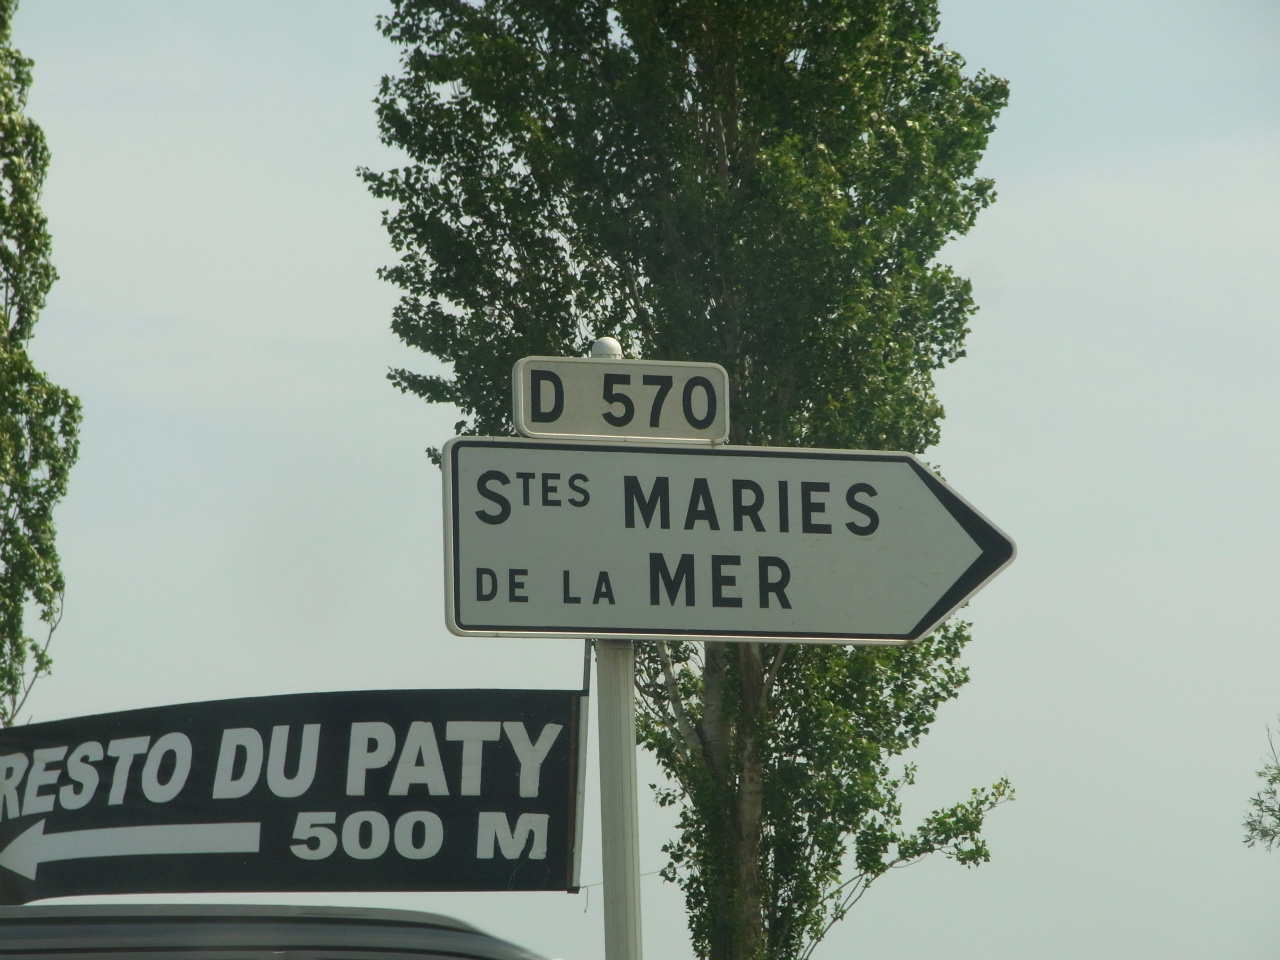 D 570
STES MARIES
DE LA MER
RESTO DU PATY
500 M